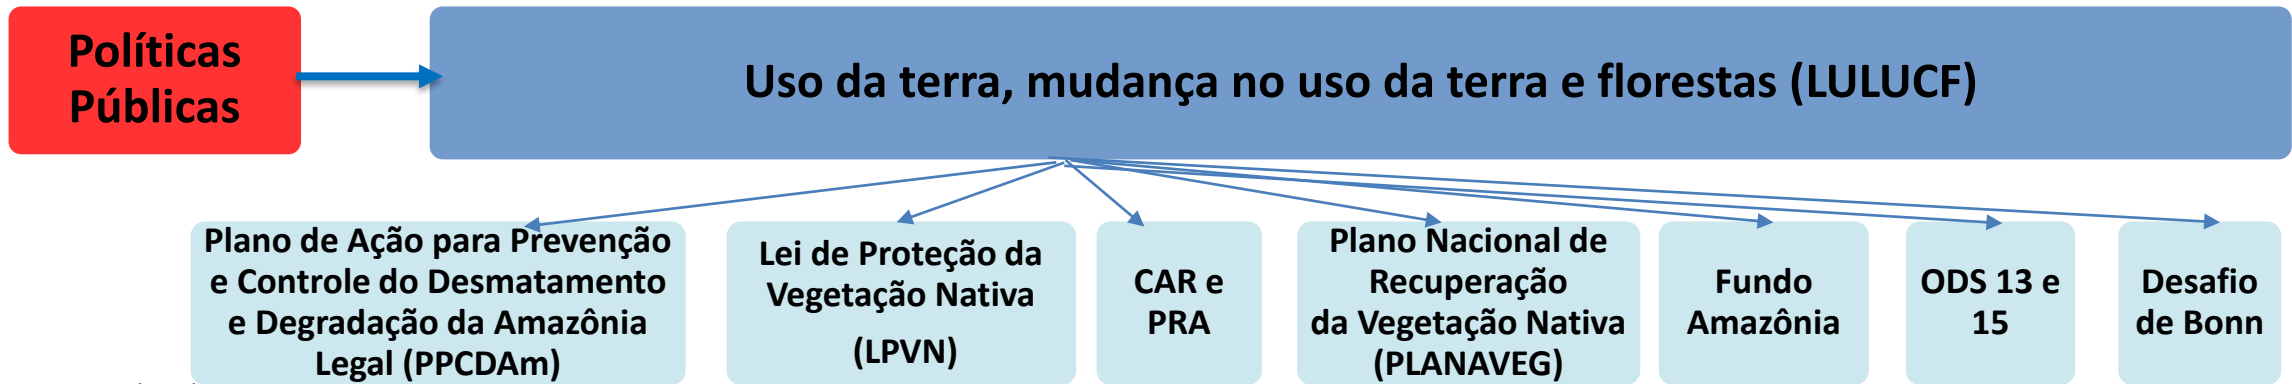 Políticas
Públicas
Uso da terra, mudança no uso da terra e florestas (LULUCF)
Plano de Ação para Prevenção
e Controle do Desmatamento
e Degradação da Amazônia
Legal (PPCDAm)
Lei de Proteção da
Vegetação Nativa
(LPVN)
CAR e
PRA
Plano Nacional de
Recuperação
da Vegetação Nativa
(PLANAVEG)
Fundo
Amazônia
ODS 13 e
15
Desafio
de Bonn